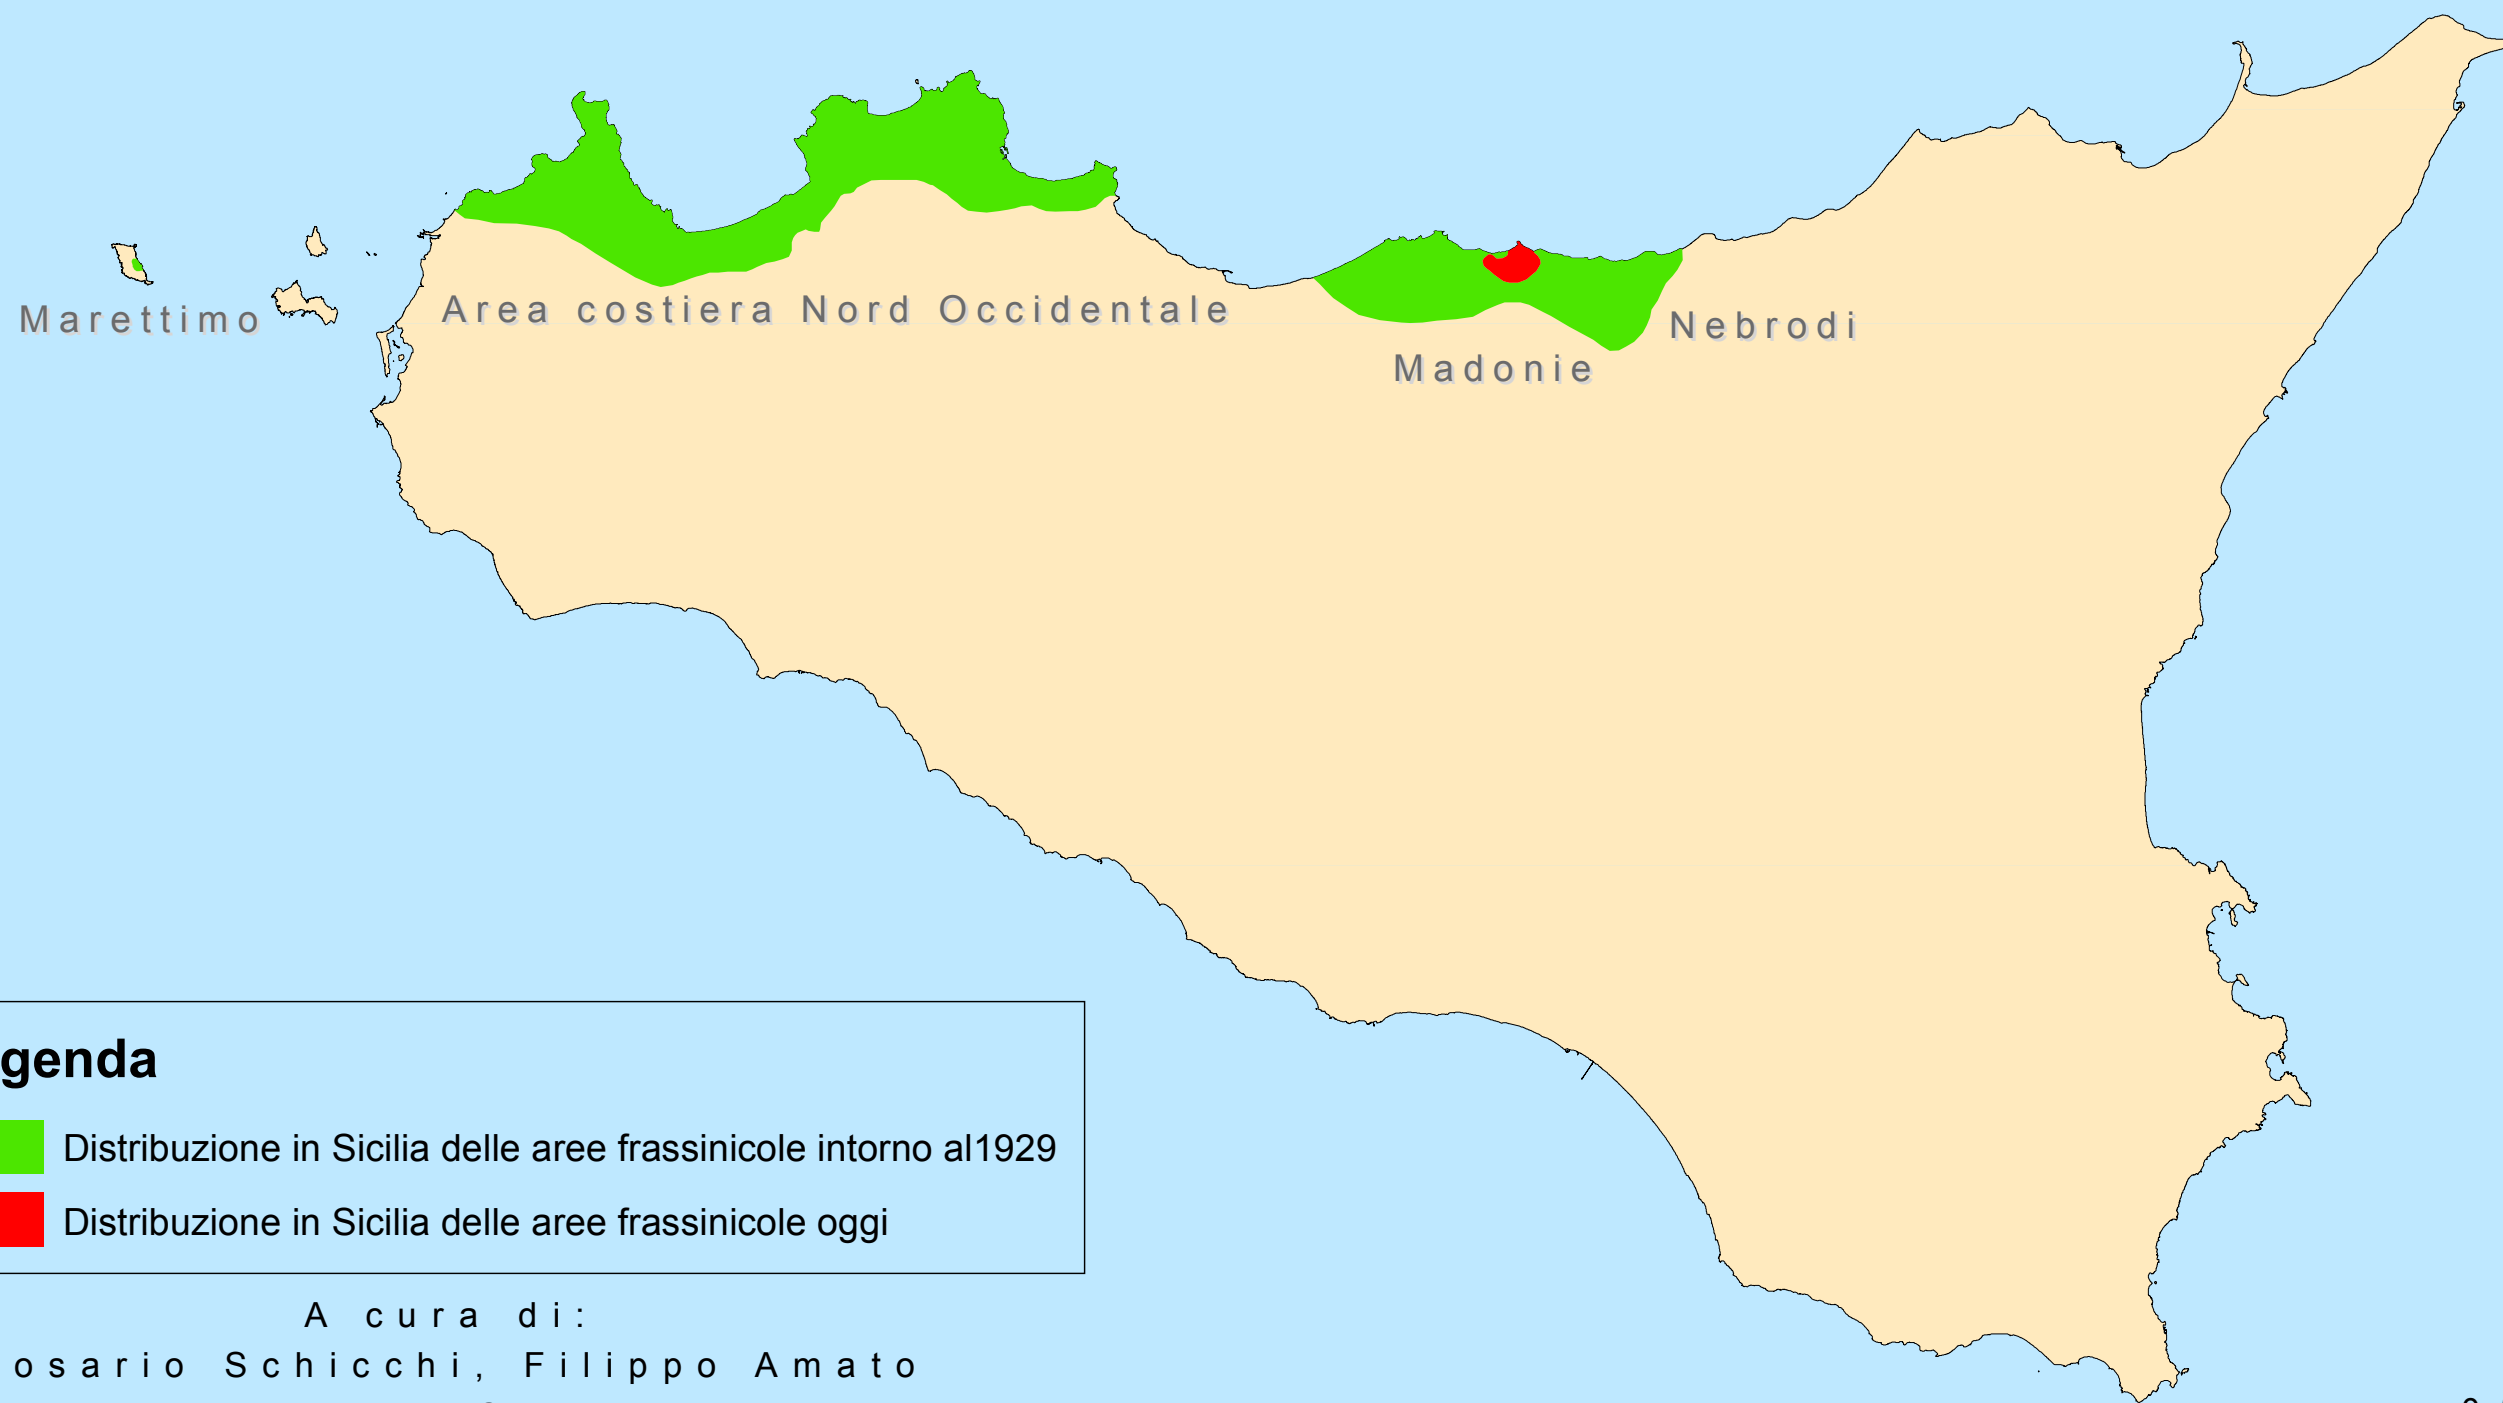 Marettimo
Area costiera Nord Occidentale
Nebrodi
Madonie
genda
Distribuzione in Sicilia delle aree frassinicole intorno al1929
Distribuzione in Sicilia delle aree frassinicole oggi
A cura di:
osario Schicchi, Filippo Amato